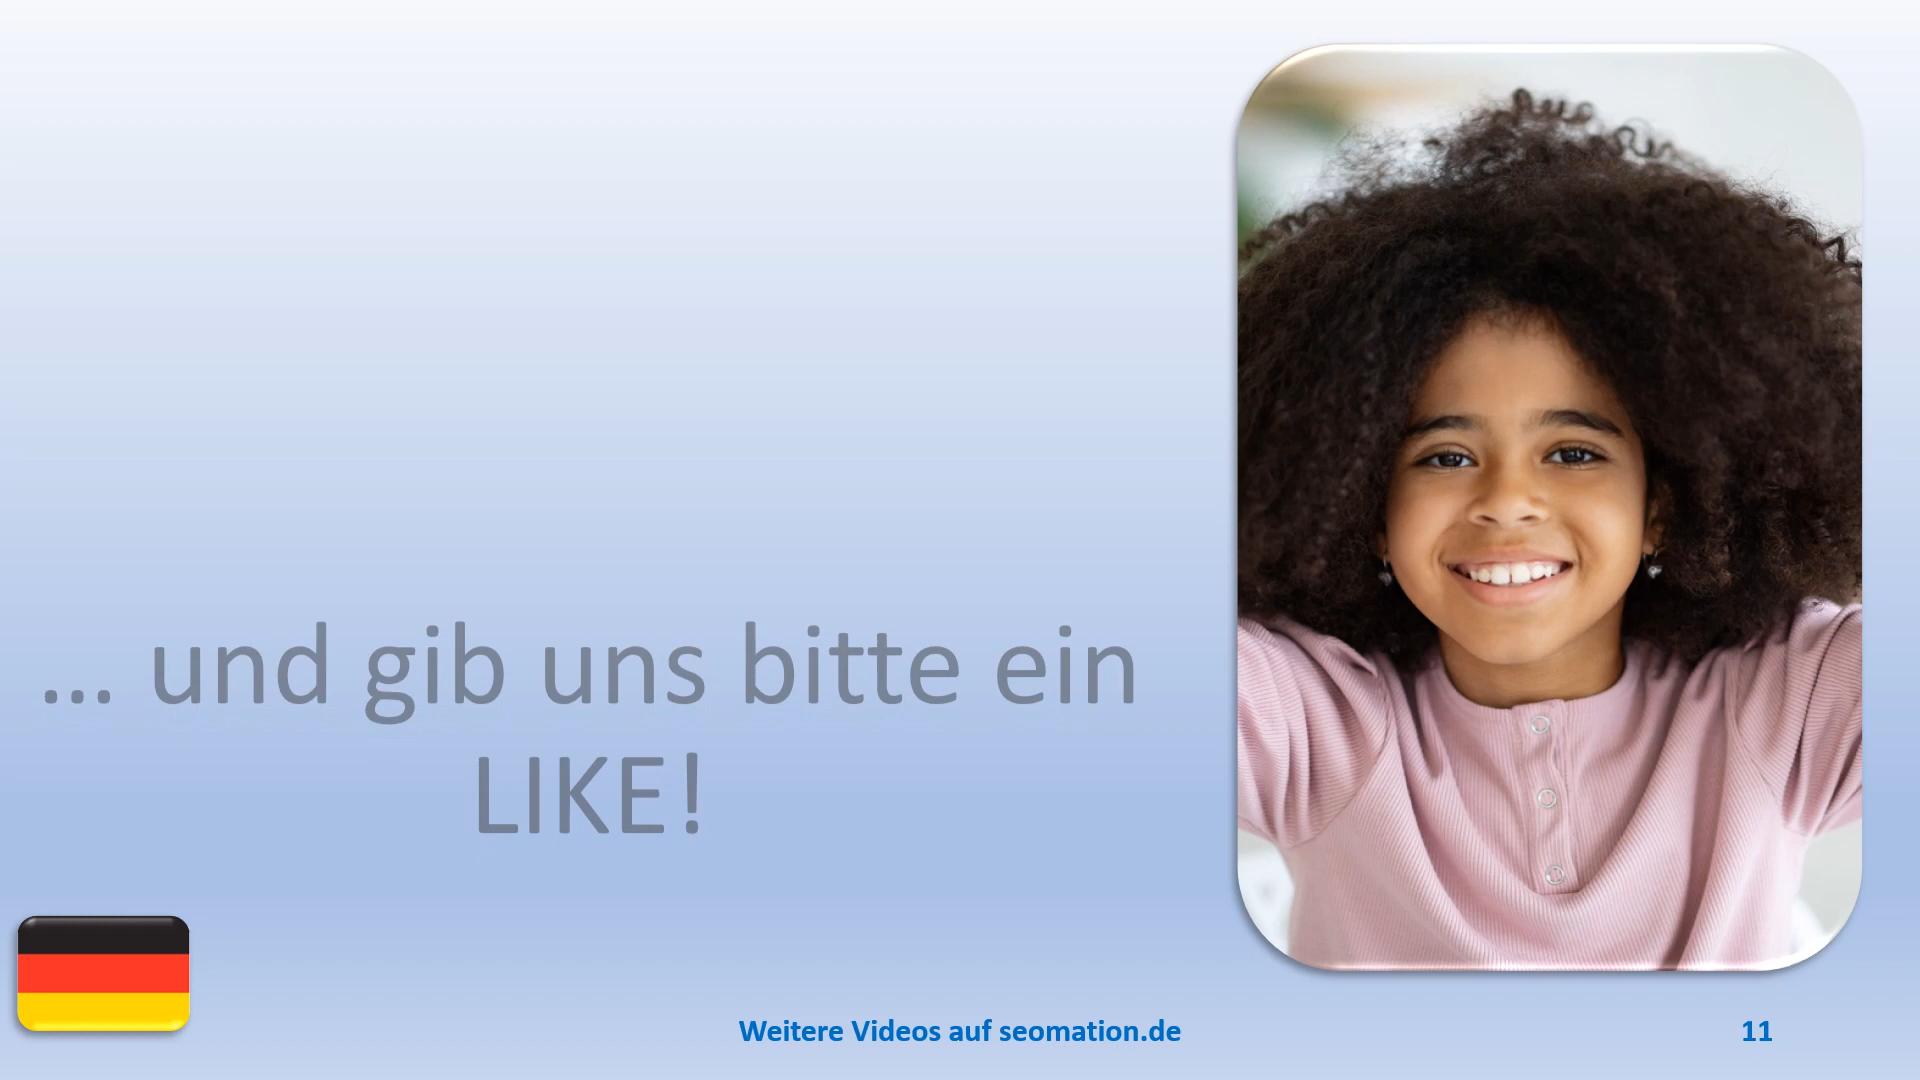 ... und gib uns bitte ein
LIKE!
Weitere Videos auf seomation.de
11